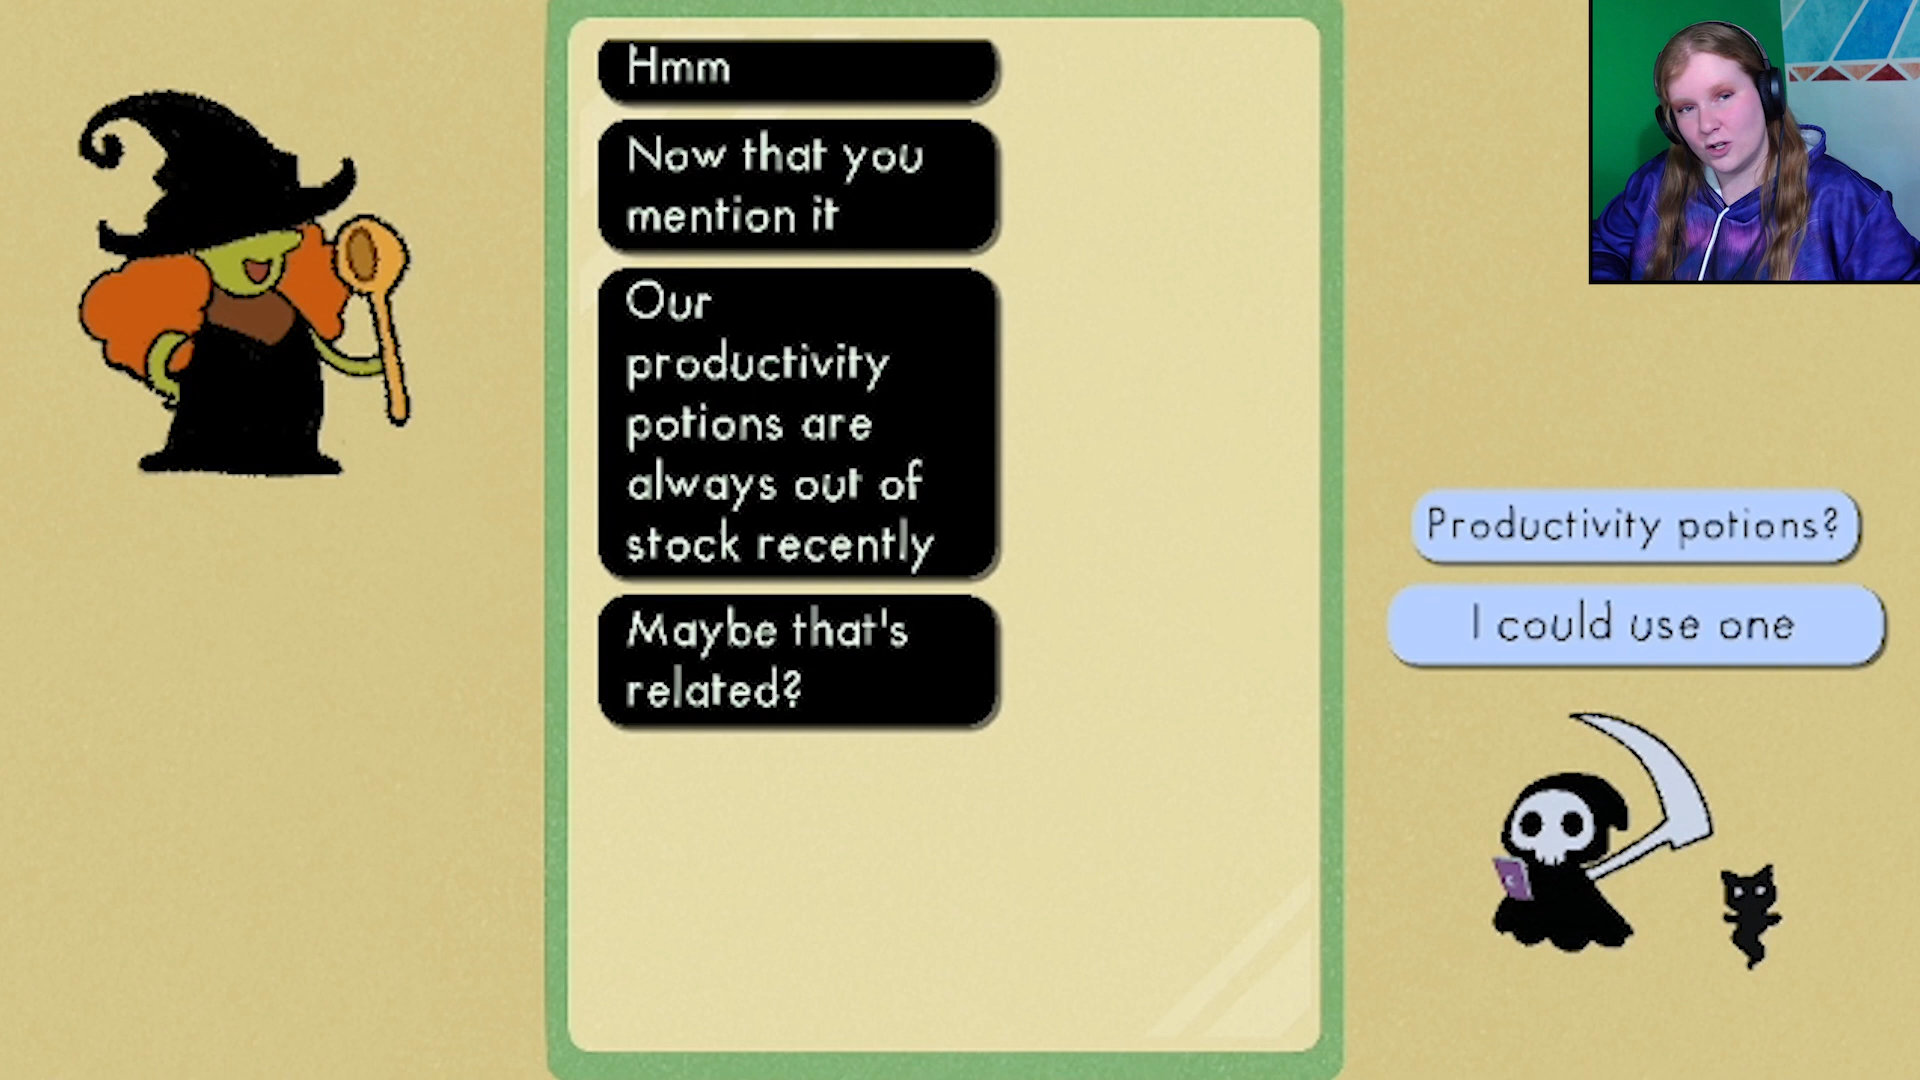 Hmm
Now that you
mention it
Our
productivity
potions are
always out of
stock recently
Maybe that's
related?
Productivity potions?
I could use one